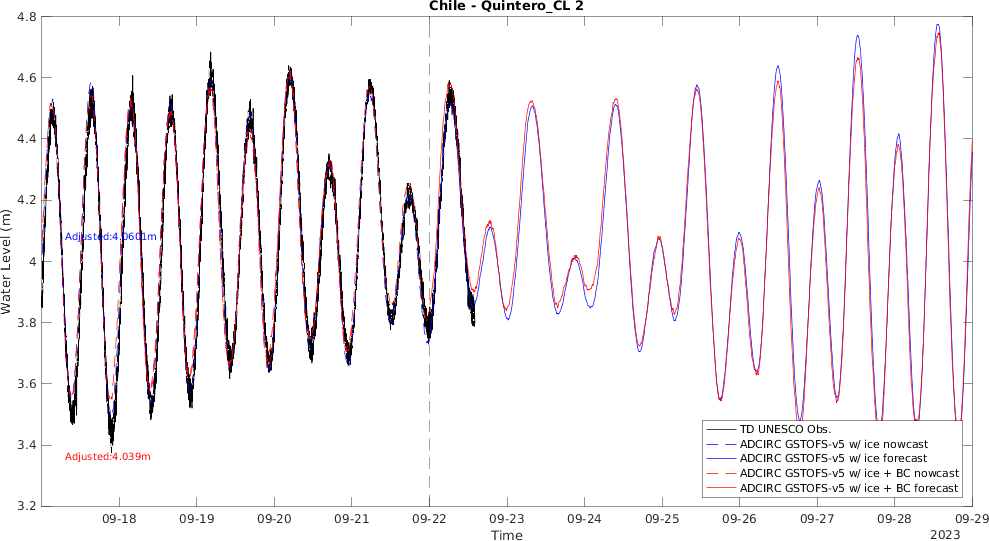 Chile - Quintero_CL 2
4.8
4.6
4.4
4.2
4
3.8
3.6
3.4
3.2
Water Level (m)
Adjusted:4.0601m
Adjusted:4.039m
TD UNESCO Obs.
ADCIRC GSTOFS-v5 w/ ice nowcast
ADCIRC GSTOFS-v5 w/ ice forecast
ADCIRC GSTOFS-v5 w/ ice + BC nowcast
ADCIRC GSTOFS-v5 w/ ice + BC forecast
09-18 09-19 09-20 09-21 09-22 09-23 09-24 09-25 09-26 09-27 09-28 09-29
Time
2023